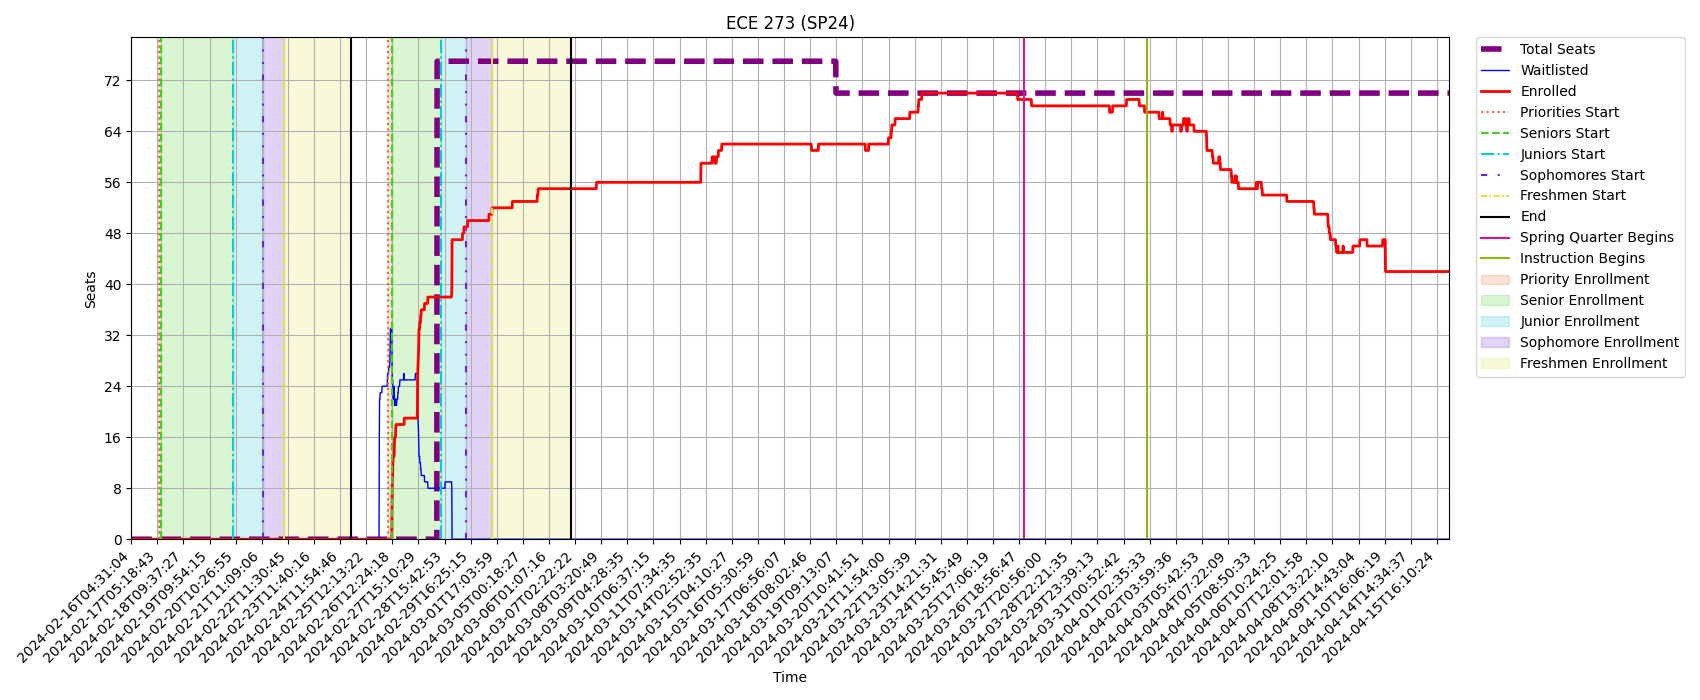 ECE 273 (SP24)
Seats
72
64
56
48
40
32
24
16
8
0
2024-02-16T04:31:04
2024-02-17T05:18:43
2024-02-18T09:37:27
2024-02-19T09:54:15
2024-02-20T10:26:55
2024-02-21T11:09:06
2024-02-22T11:30:45
2024-02-23T11:40:16
2024-02-24T11:54:46
2024-02-25T12:13:22
2024-02-26T12:24:18
2024-02-27T15:10:29
2024-02-28T15:42:53
2024-02-29T16:25:15
2024-03-01T17:03:59
2024-03-05T00:18:27
2024-03-06T01:07:16
2024-03-07T02:22:22
2024-03-08T03:20:49
2024-03-09T04:28:35
2024-03-10T06:37:15
2024-03-11T07:34:35
2024-03-14T02:52:35
2024-03-15T04:10:27
2024-03-16T05:30:59
2024-03-17T06:56:07
2024-03-18T08:02:46
2024-03-19T09:13:07
2024-03-20T10:41:51
2024-03-21T11:54:00
2024-03-22T13:05:39
2024-03-23T14:21:31
2024-03-24T15:45:49
2024-03-25T17:06:19
2024-03-26T18:56:47
2024-03-27T20:56:00
2024-03-28T22:21:35
2024-03-29T23:39:13
2024-03-31T00:52:42
2024-04-01T02:35:33
2024-04-02T03:59:36
2024-04-03T05:42:53
2024-04-04T07:22:09
2024-04-05T08:50:33
2024-04-06T10:24:25
2024-04-07T12:01:58
2024-04-08T13:22:10
2024-04-09T14:43:04
2024-04-10T16:06:19
2024-04-14T14:34:37
2024-04-15T16:10:24
Time
Total Seats
Waitlisted
Enrolled
Priorities Start
Seniors Start
Juniors Start
Sophomores Start
Freshmen Start
End
Spring Quarter Begins
Instruction Begins
Priority Enrollment
Senior Enrollment
Junior Enrollment
Sophomore Enrollment
Freshmen Enrollment